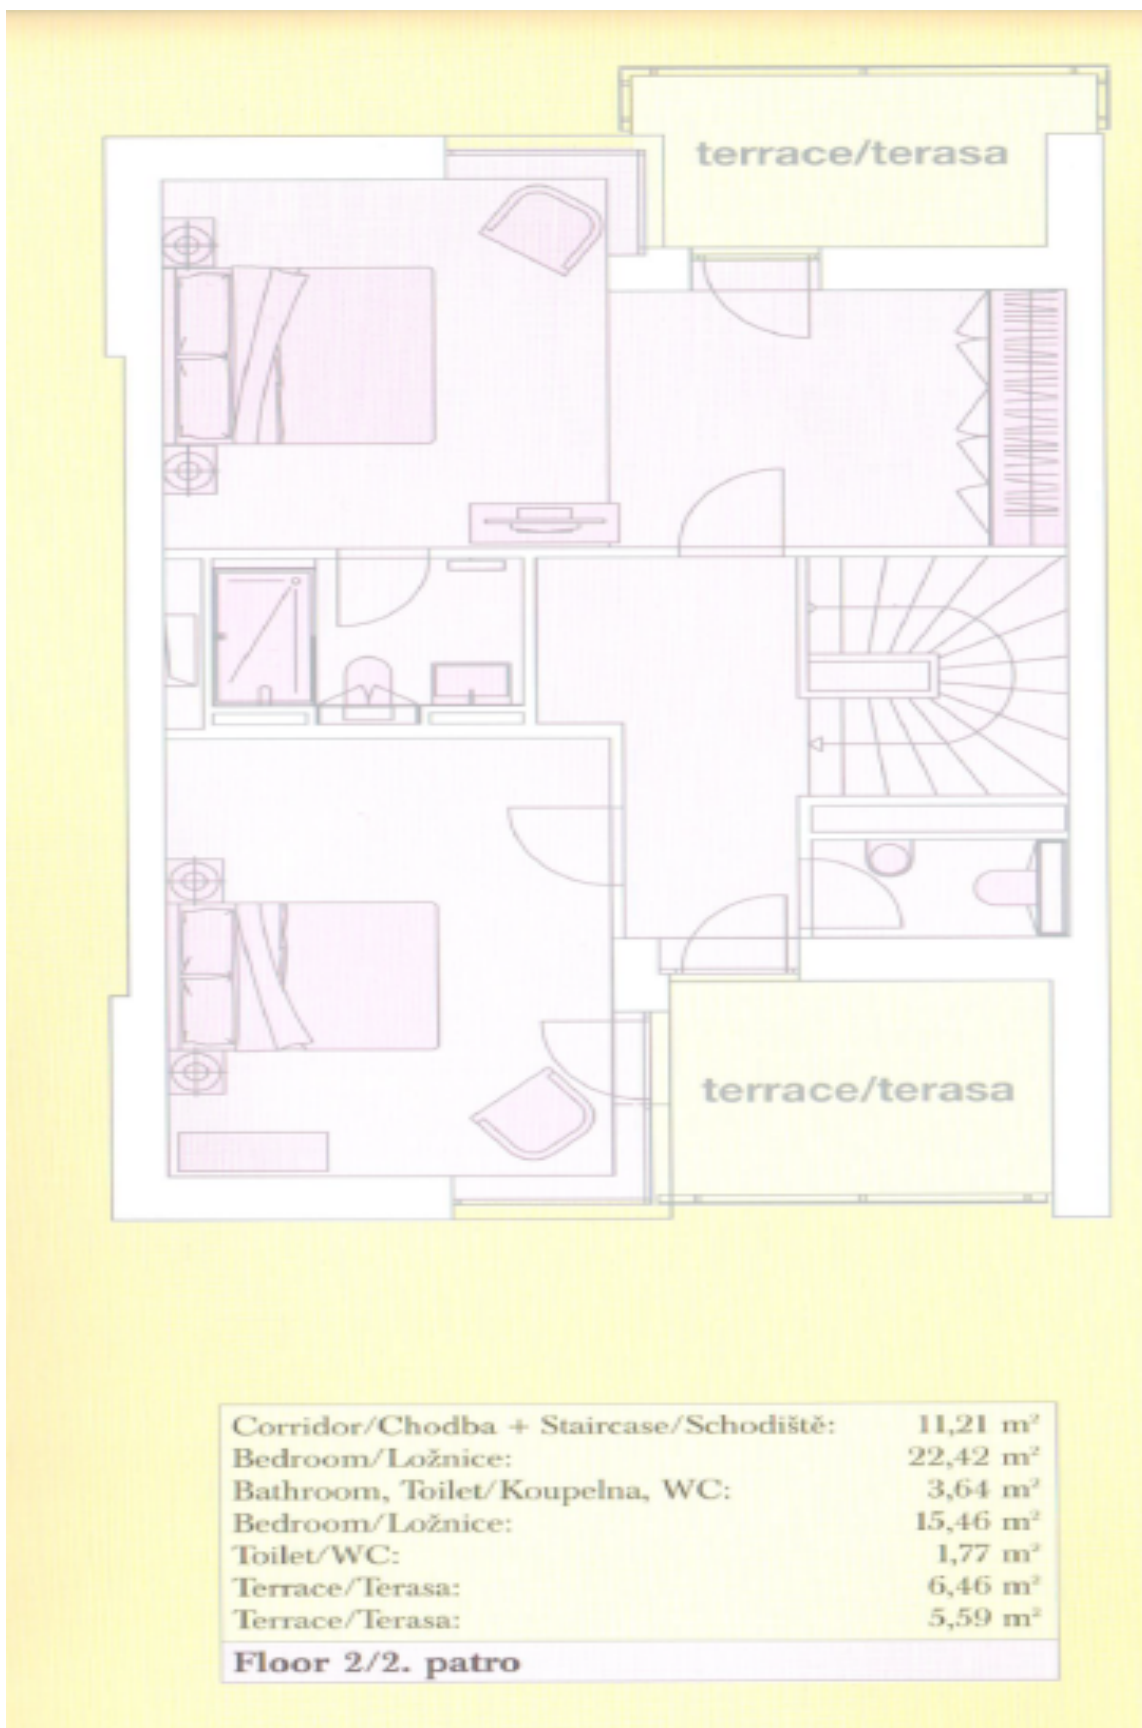 terrace/terasa
terrace/terasa
Corridor/Chodba + Staircase/Schodiště: 11,21 m²
Bedroom/Ložnice: 22,42 m²
Bathroom, Toilet/Koupelna, WC: 3,64 m²
Bedroom/Ložnice: 15,46 m²
Toilet/WC: 1,77 m²
Terrace/Terasa: 6,46 m²
Terrace/Terasa: 5,59 m²
Floor 2/2. patro